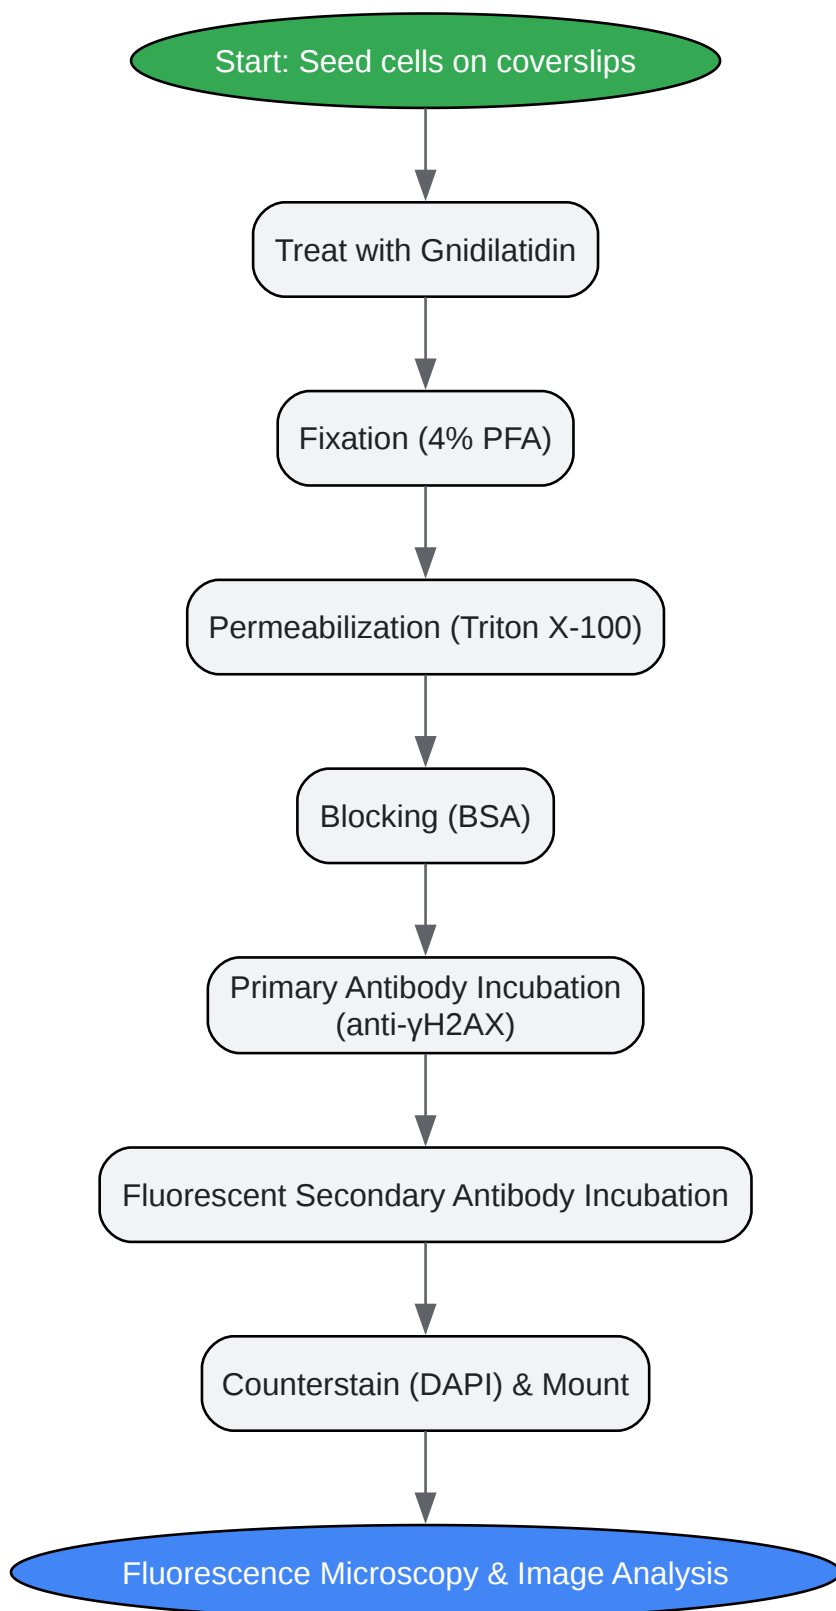 Start: Seed cells on coverslips
Treat with Gnidilatidin
Fixation (4% PFA)
Permeabilization (Triton X-100)
Blocking (BSA)
Primary Antibody Incubation
(anti-γH2AX)
Fluorescent Secondary Antibody Incubation
Counterstain (DAPI) & Mount
Fluorescence Microscopy & Image Analysis